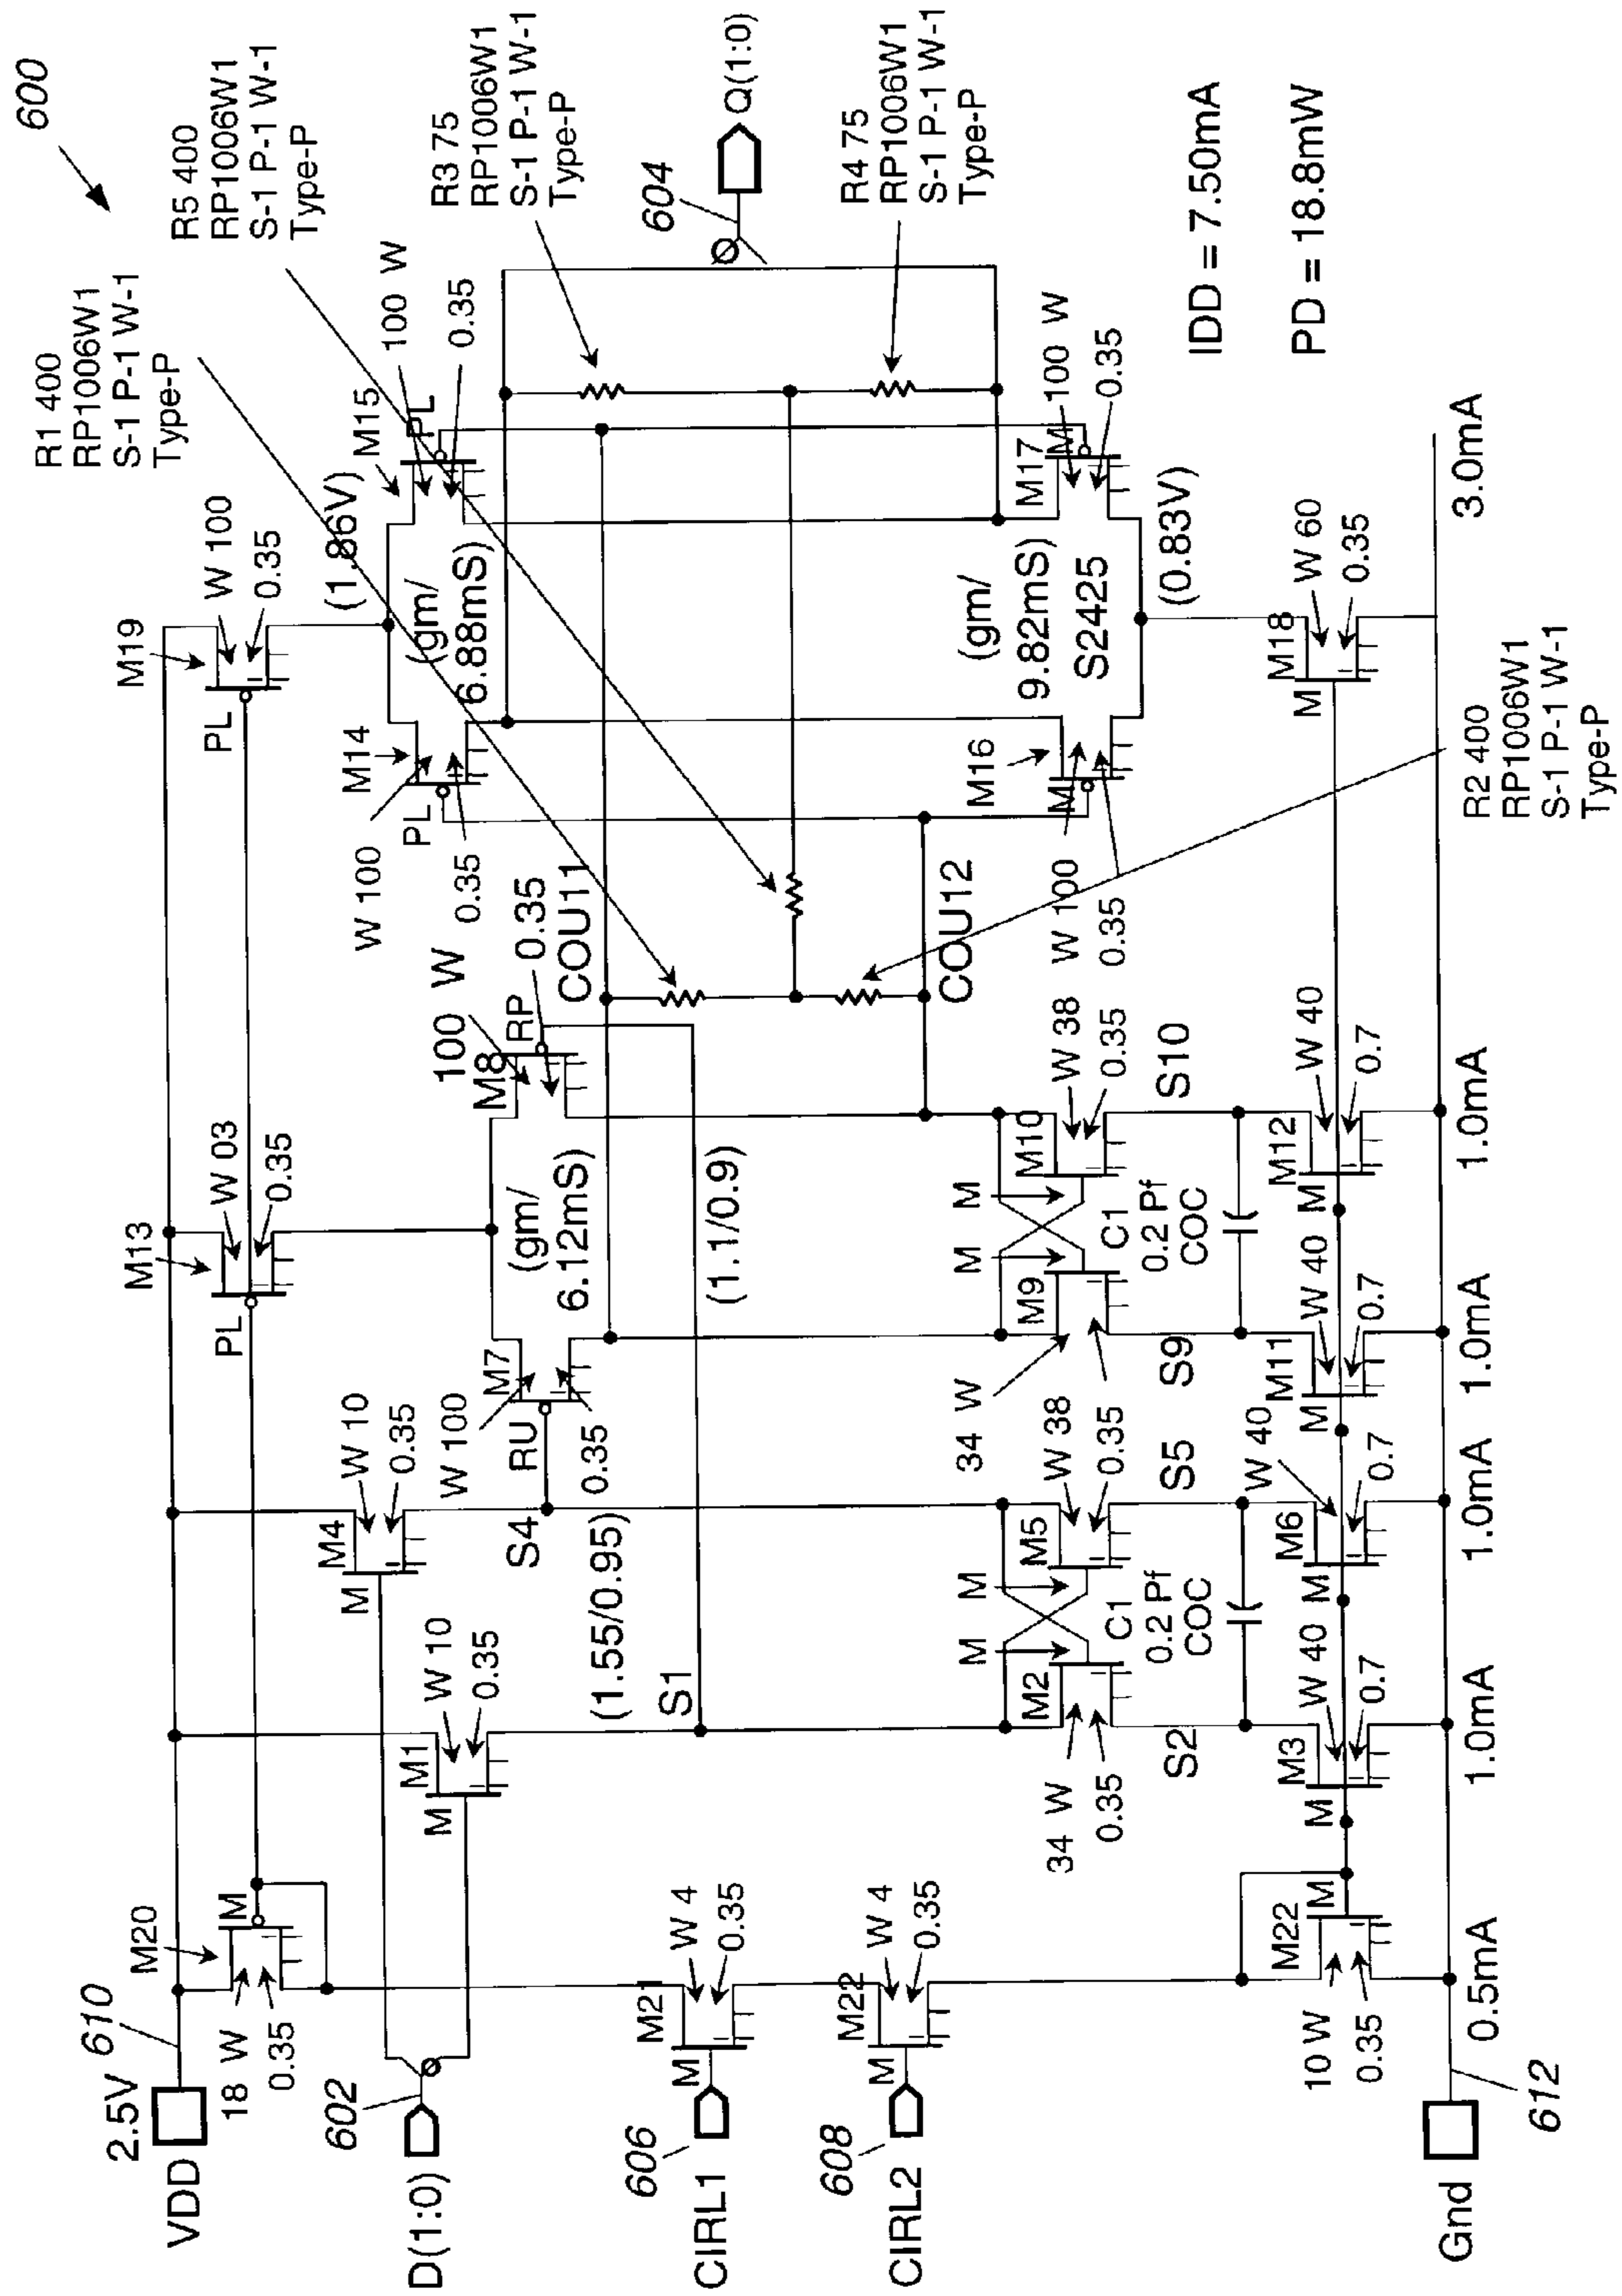 600
R1 400
RP1006W1
S-1 P-1 W-1
Type-P
R5 400
RP1006W1
S-1 P-1 W-1
Type-P
R3 75
RP1006W1
S-1 P-1 W-1
Type-P
604
Q(1:0)
R4 75
RP1006W1
S-1 P-1 W-1
Type-P
IDD = 7.50mA
PD = 18.8mW
2.5V
610
VDD
M20
M
18 W
0.35
M13
W 03
0.35
PL
M19
W 100
0.35
PL
(1.86V)
M15
100 W
0.35
PL
M14
W 100
0.35
PL
(gm/
6.88mS)
602
D(1:0)
M4
W 10
0.35
M
M1
W 10
0.35
M
S4
(1.55/0.95)
S1
M7
W 100
RU
0.35
(gm/
6.12mS)
100 W
M8
RP
0.35
COU11
(1.1/0.9)
COU12
M16
M
W 100
0.35
(gm/
9.82mS)
S2425
M17
M
100 W
0.35
(0.83V)
606
CIRL1
M21
W 4
0.35
M
608
CIRL2
M22
W 4
0.35
M
M2
34 W
0.35
M
M
M5
W 38
0.35
C1
0.2 Pf
COC
S2
S5
M9
34 W
M
M
M10
W 38
0.35
C1
0.2 Pf
COC
S9
S10
M22
M
10 W
0.35
M3
W 40
0.7
M
M6
W 40
0.7
M
M11
W 40
0.7
M
M12
W 40
0.7
M
M18
W 60
0.35
M
R2 400
RP1006W1
S-1 P-1 W-1
Type-P
Gnd
612
0.5mA
1.0mA
1.0mA
1.0mA
1.0mA
3.0mA